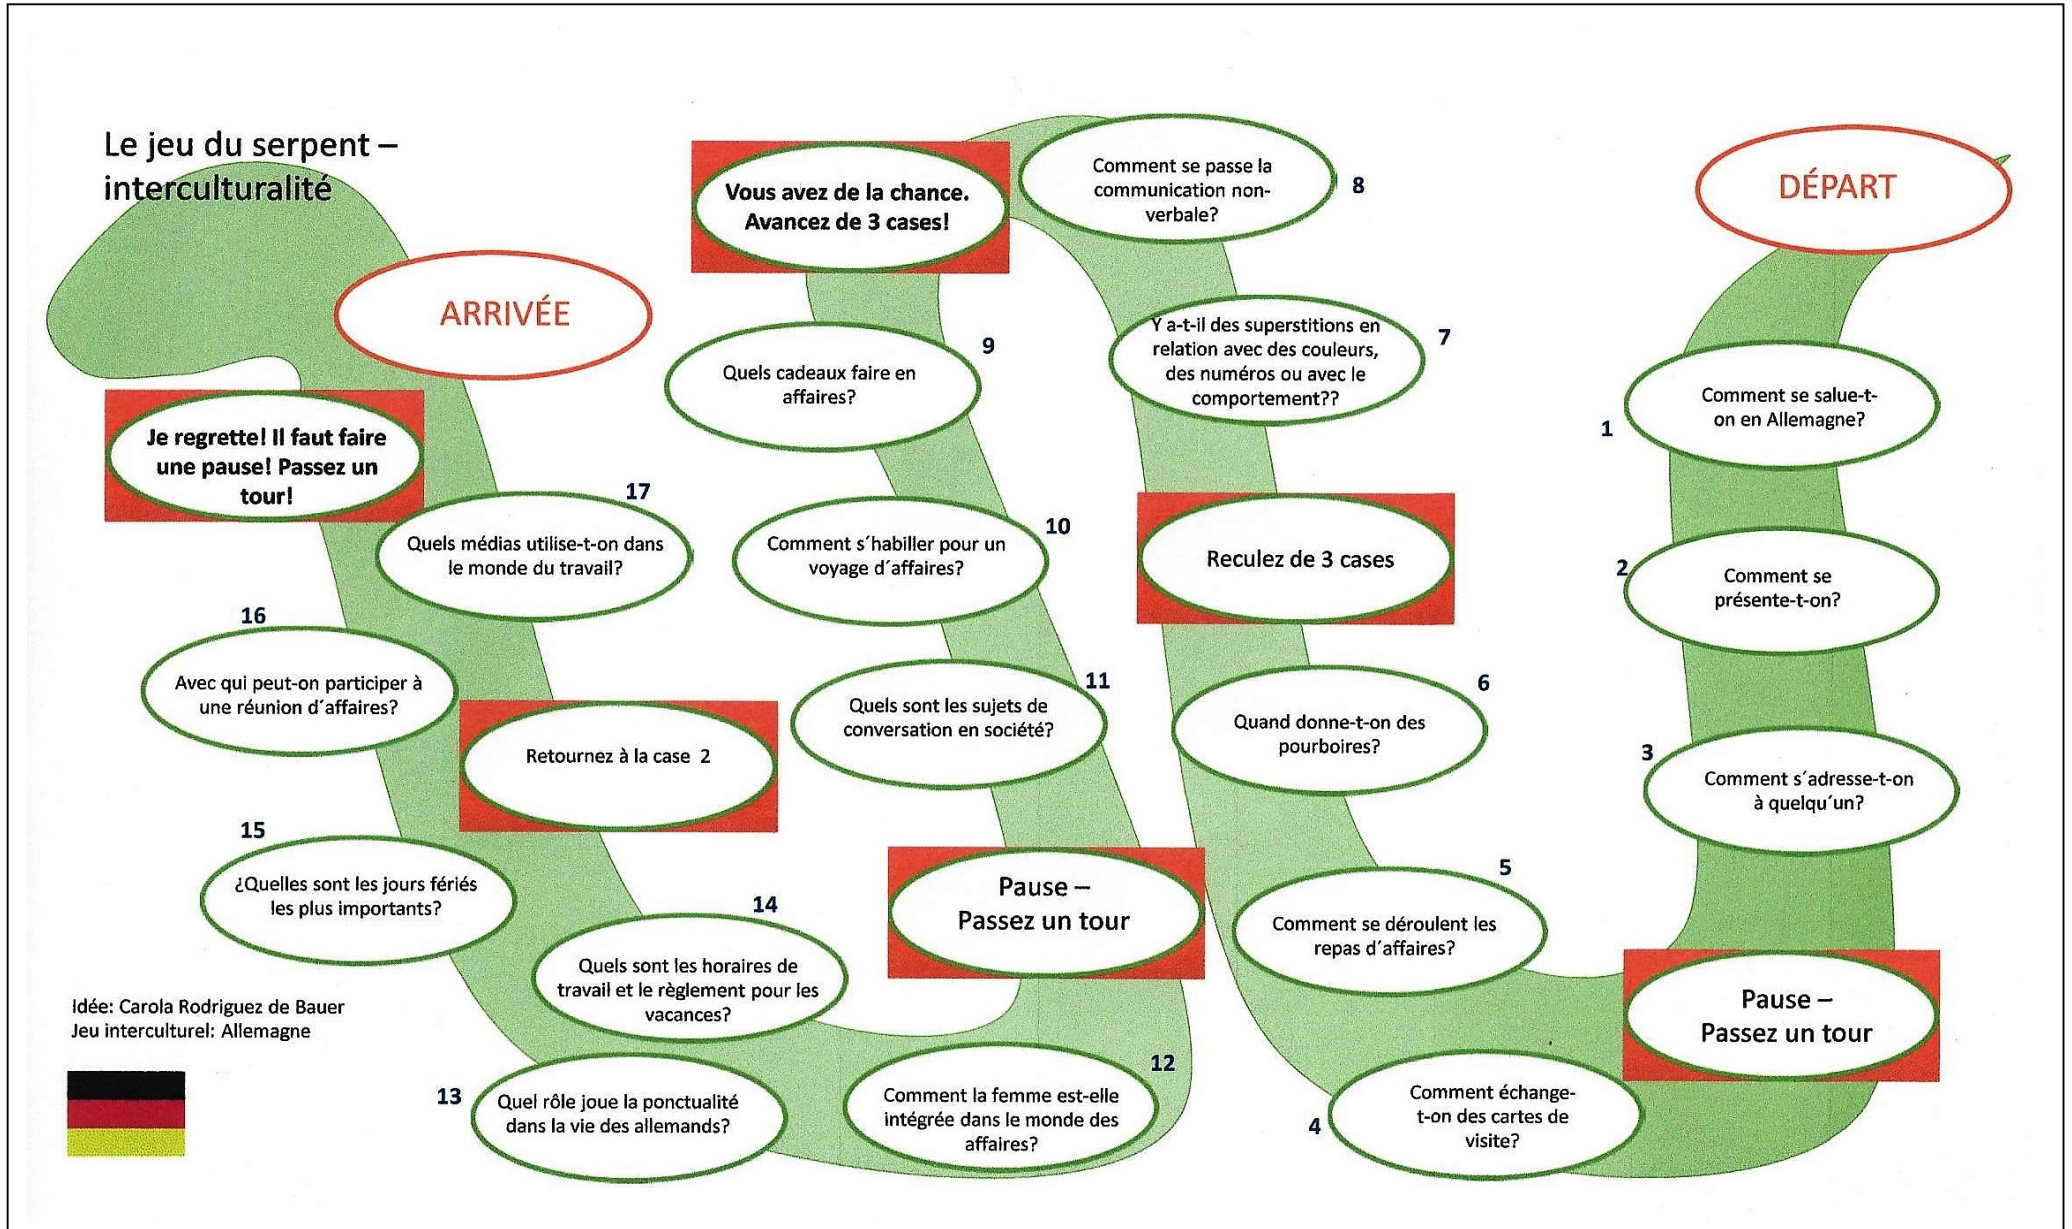 Le jeu du serpent –
interculturalité
DÉPART
1
Comment se salue-t-
on en Allemagne?
2
Comment se
présente-t-on?
3
Comment s´adresse-t-on
à quelqu´un?
Pause –
Passez un tour
4
Comment échange-
t-on des cartes de
visite?
5
Comment se déroulent les
repas d´affaires?
6
Quand donne-t-on des
pourboires?
Reculez de 3 cases
7
Y a-t-il des superstitions en
relation avec des couleurs,
des numéros ou avec le
comportement??
8
Comment se passe la
communication non-
verbale?
Vous avez de la chance.
Avancez de 3 cases!
9
Quels cadeaux faire en
affaires?
10
Comment s´habiller pour un
voyage d´affaires?
11
Quels sont les sujets de
conversation en société?
Pause –
Passez un tour
12
Comment la femme est-elle
intégrée dans le monde des
affaires?
13
Quel rôle joue la ponctualité
dans la vie des allemands?
14
Quels sont les horaires de
travail et le règlement pour les
vacances?
15
¿Quelles sont les jours fériés
les plus importants?
Retournez à la case 2
16
Avec qui peut-on participer à
une réunion d´affaires?
17
Quels médias utilise-t-on dans
le monde du travail?
Je regrette! Il faut faire
une pause! Passez un
tour!
ARRIVÉE
Idée: Carola Rodriguez de Bauer
Jeu interculturel: Allemagne